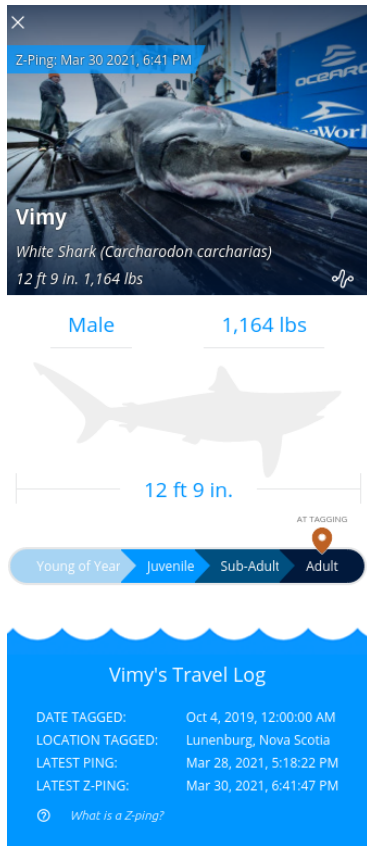 Z-Ping: Mar 30 2021, 6:41 PM
OCEARC
SeaWorl
Vimy
White Shark (Carcharodon carcharias)
12 ft 9 in. 1,164 lbs
Male 1,164 lbs
12 ft 9 in.
AT TAGGING
Young of Year Juvenile Sub-Adult Adult
Vimy's Travel Log
DATE TAGGED: Oct 4, 2019, 12:00:00 AM
LOCATION TAGGED: Lunenburg, Nova Scotia
LATEST PING: Mar 28, 2021, 5:18:22 PM
LATEST Z-PING: Mar 30, 2021, 6:41:47 PM
What is a Z-ping?